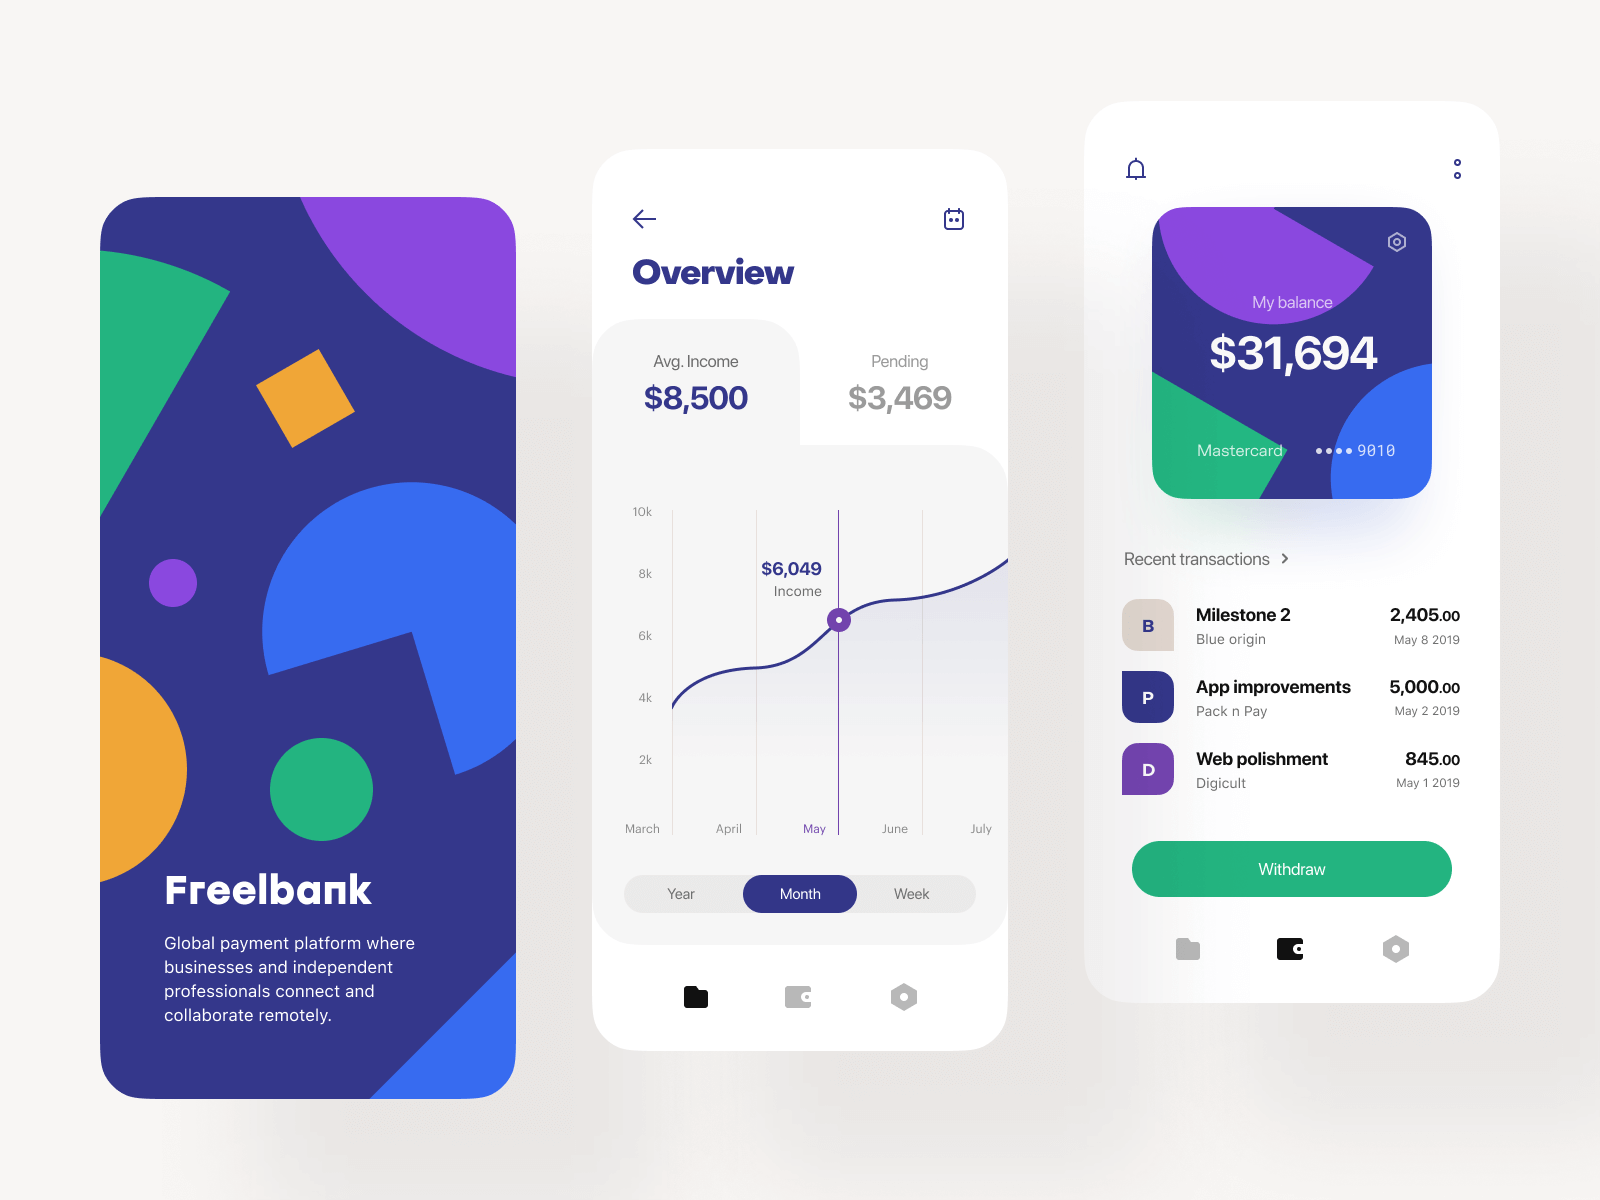 Freelbank
Global payment platform where
businesses and independent
professionals connect and
collaborate remotely.
Overview
Avg. Income
$8,500
Pending
$3,469
10k
8k
6k
4k
2k
$6,049
Income
March April May June July
Year Month Week
My balance
$31,694
Mastercard •••• 9010
Recent transactions >
B
Milestone 2 2,405.00
Blue origin May 8 2019
P
App improvements 5,000.00
Pack n Pay May 2 2019
D
Web polishment 845.00
Digicult May 1 2019
Withdraw